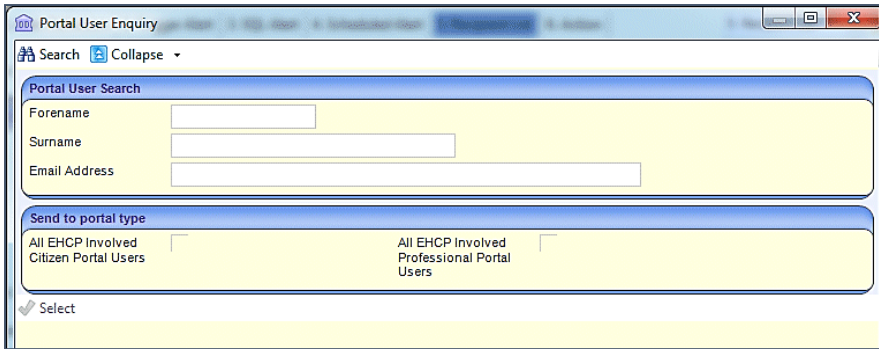 Portal User Enquiry
Search Collapse
Portal User Search
Forename
Surname
Email Address
Send to portal type
All EHCP Involved All EHCP Involved
Citizen Portal Users Professional Portal
Users
Select